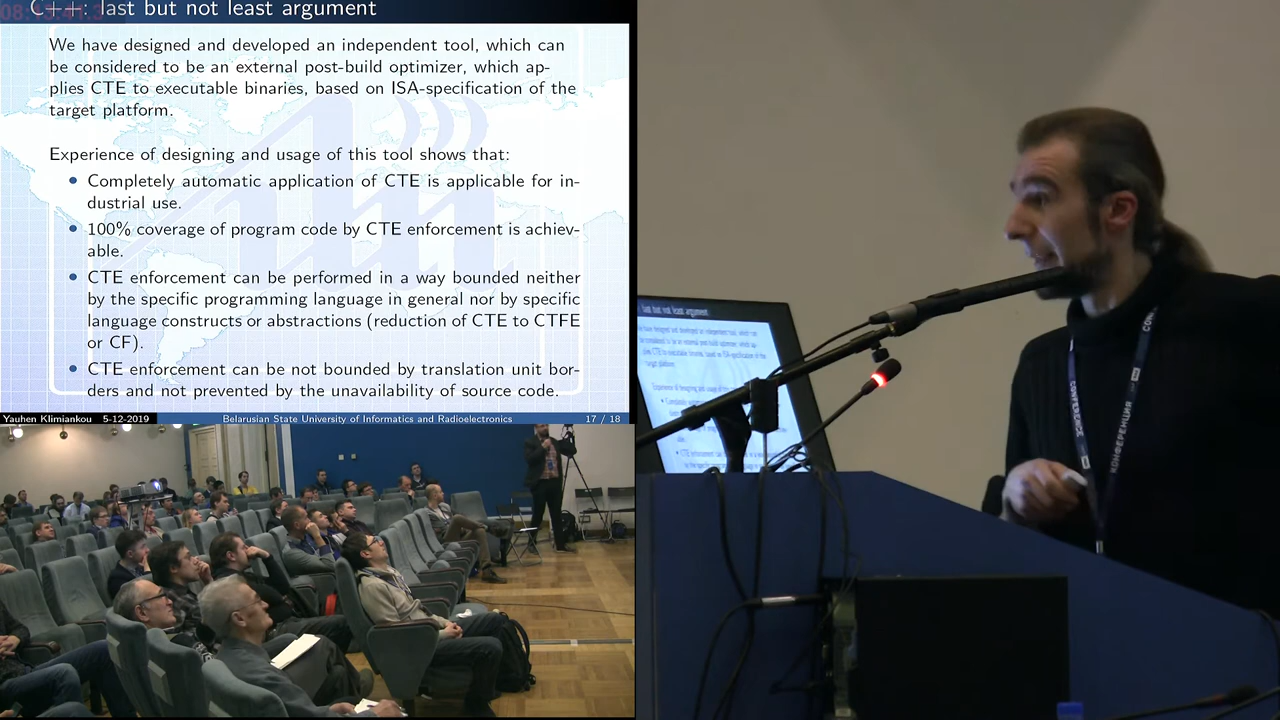 C++: last but not least argument
We have designed and developed an independent tool, which can
be considered to be an external post-build optimizer, which ap-
plies CTE to executable binaries, based on ISA-specification of the
target platform.
Experience of designing and usage of this tool shows that:
Completely automatic application of CTE is applicable for in-
dustrial use.
100% coverage of program code by CTE enforcement is achiev-
able.
CTE enforcement can be performed in a way bounded neither
by the specific programming language in general nor by specific
language constructs or abstractions (reduction of CTE to CTFE
or CF).
CTE enforcement can be not bounded by translation unit bor-
ders and not prevented by the unavailability of source code.
Yauhen Klimiankou 5-12-2019 Belarusian State University of Informatics and Radioelectronics 17 / 18
last but not least argument
CONFERENCE
КОНФЕРЕНЦИЯ